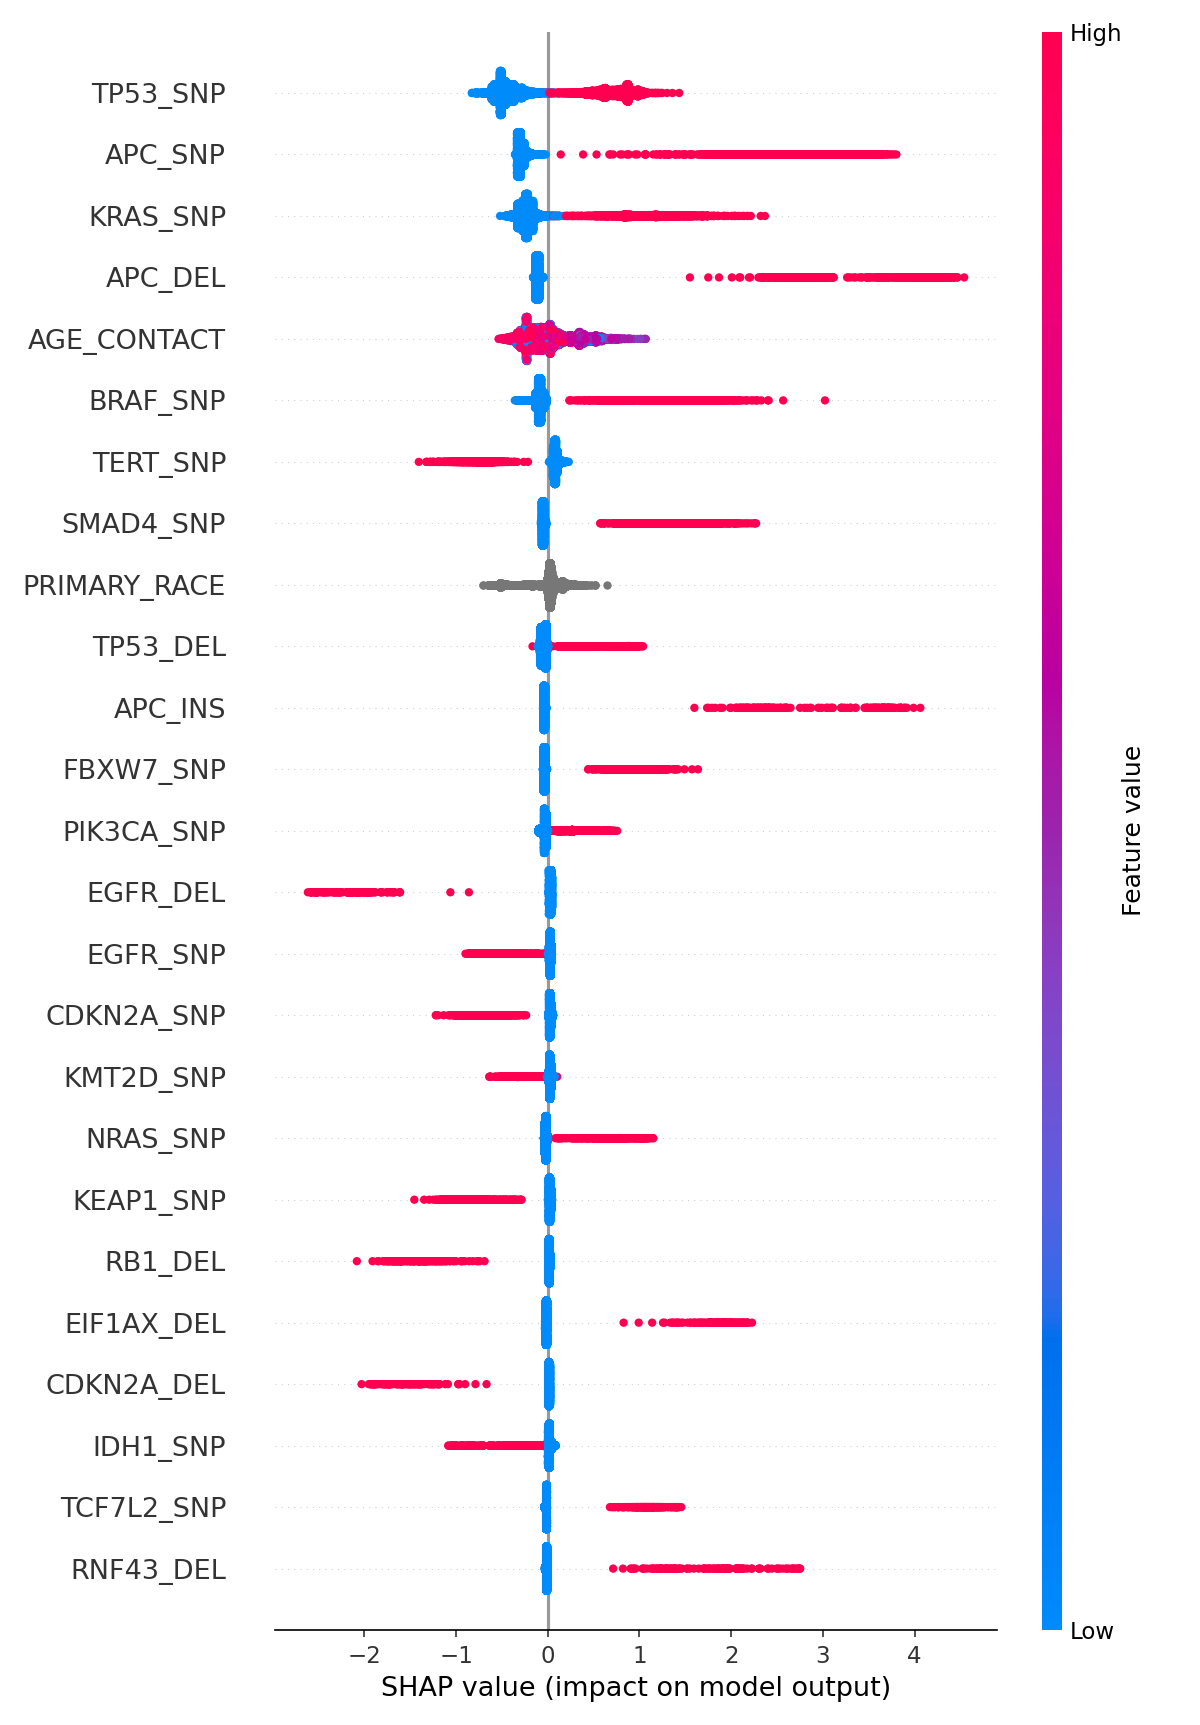 High
TP53_SNP
APC_SNP
KRAS_SNP
APC_DEL
AGE_CONTACT
BRAF_SNP
TERT_SNP
SMAD4_SNP
PRIMARY_RACE
TP53_DEL
APC_INS
FBXW7_SNP
PIK3CA_SNP
EGFR_DEL
EGFR_SNP
CDKN2A_SNP
KMT2D_SNP
NRAS_SNP
KEAP1_SNP
RB1_DEL
EIF1AX_DEL
CDKN2A_DEL
IDH1_SNP
TCF7L2_SNP
RNF43_DEL
Feature value
Low
−2 −1 0 1 2 3 4
SHAP value (impact on model output)